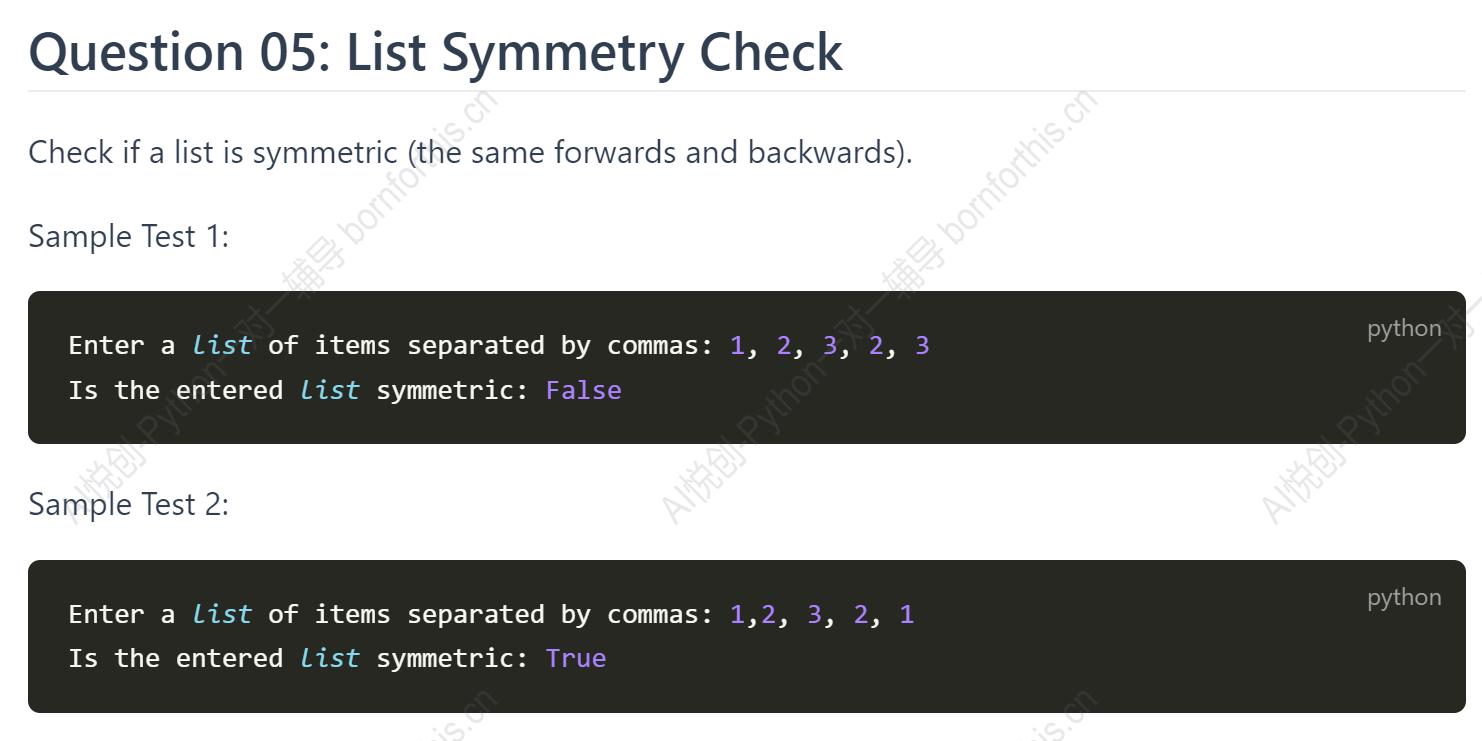 Question 05: List Symmetry Check
Check if a list is symmetric (the same forwards and backwards).
Sample Test 1:
python
Enter a list of items separated by commas: 1, 2, 3, 2, 3
Is the entered list symmetric: False
Sample Test 2:
python
Enter a list of items separated by commas: 1,2, 3, 2, 1
Is the entered list symmetric: True
AI悦创-Python一对一辅导 bornforthis.cn
AI悦创-Python一对一辅导 bornforthis.cn
AI悦创-Python一对一
is.cn
is.cn